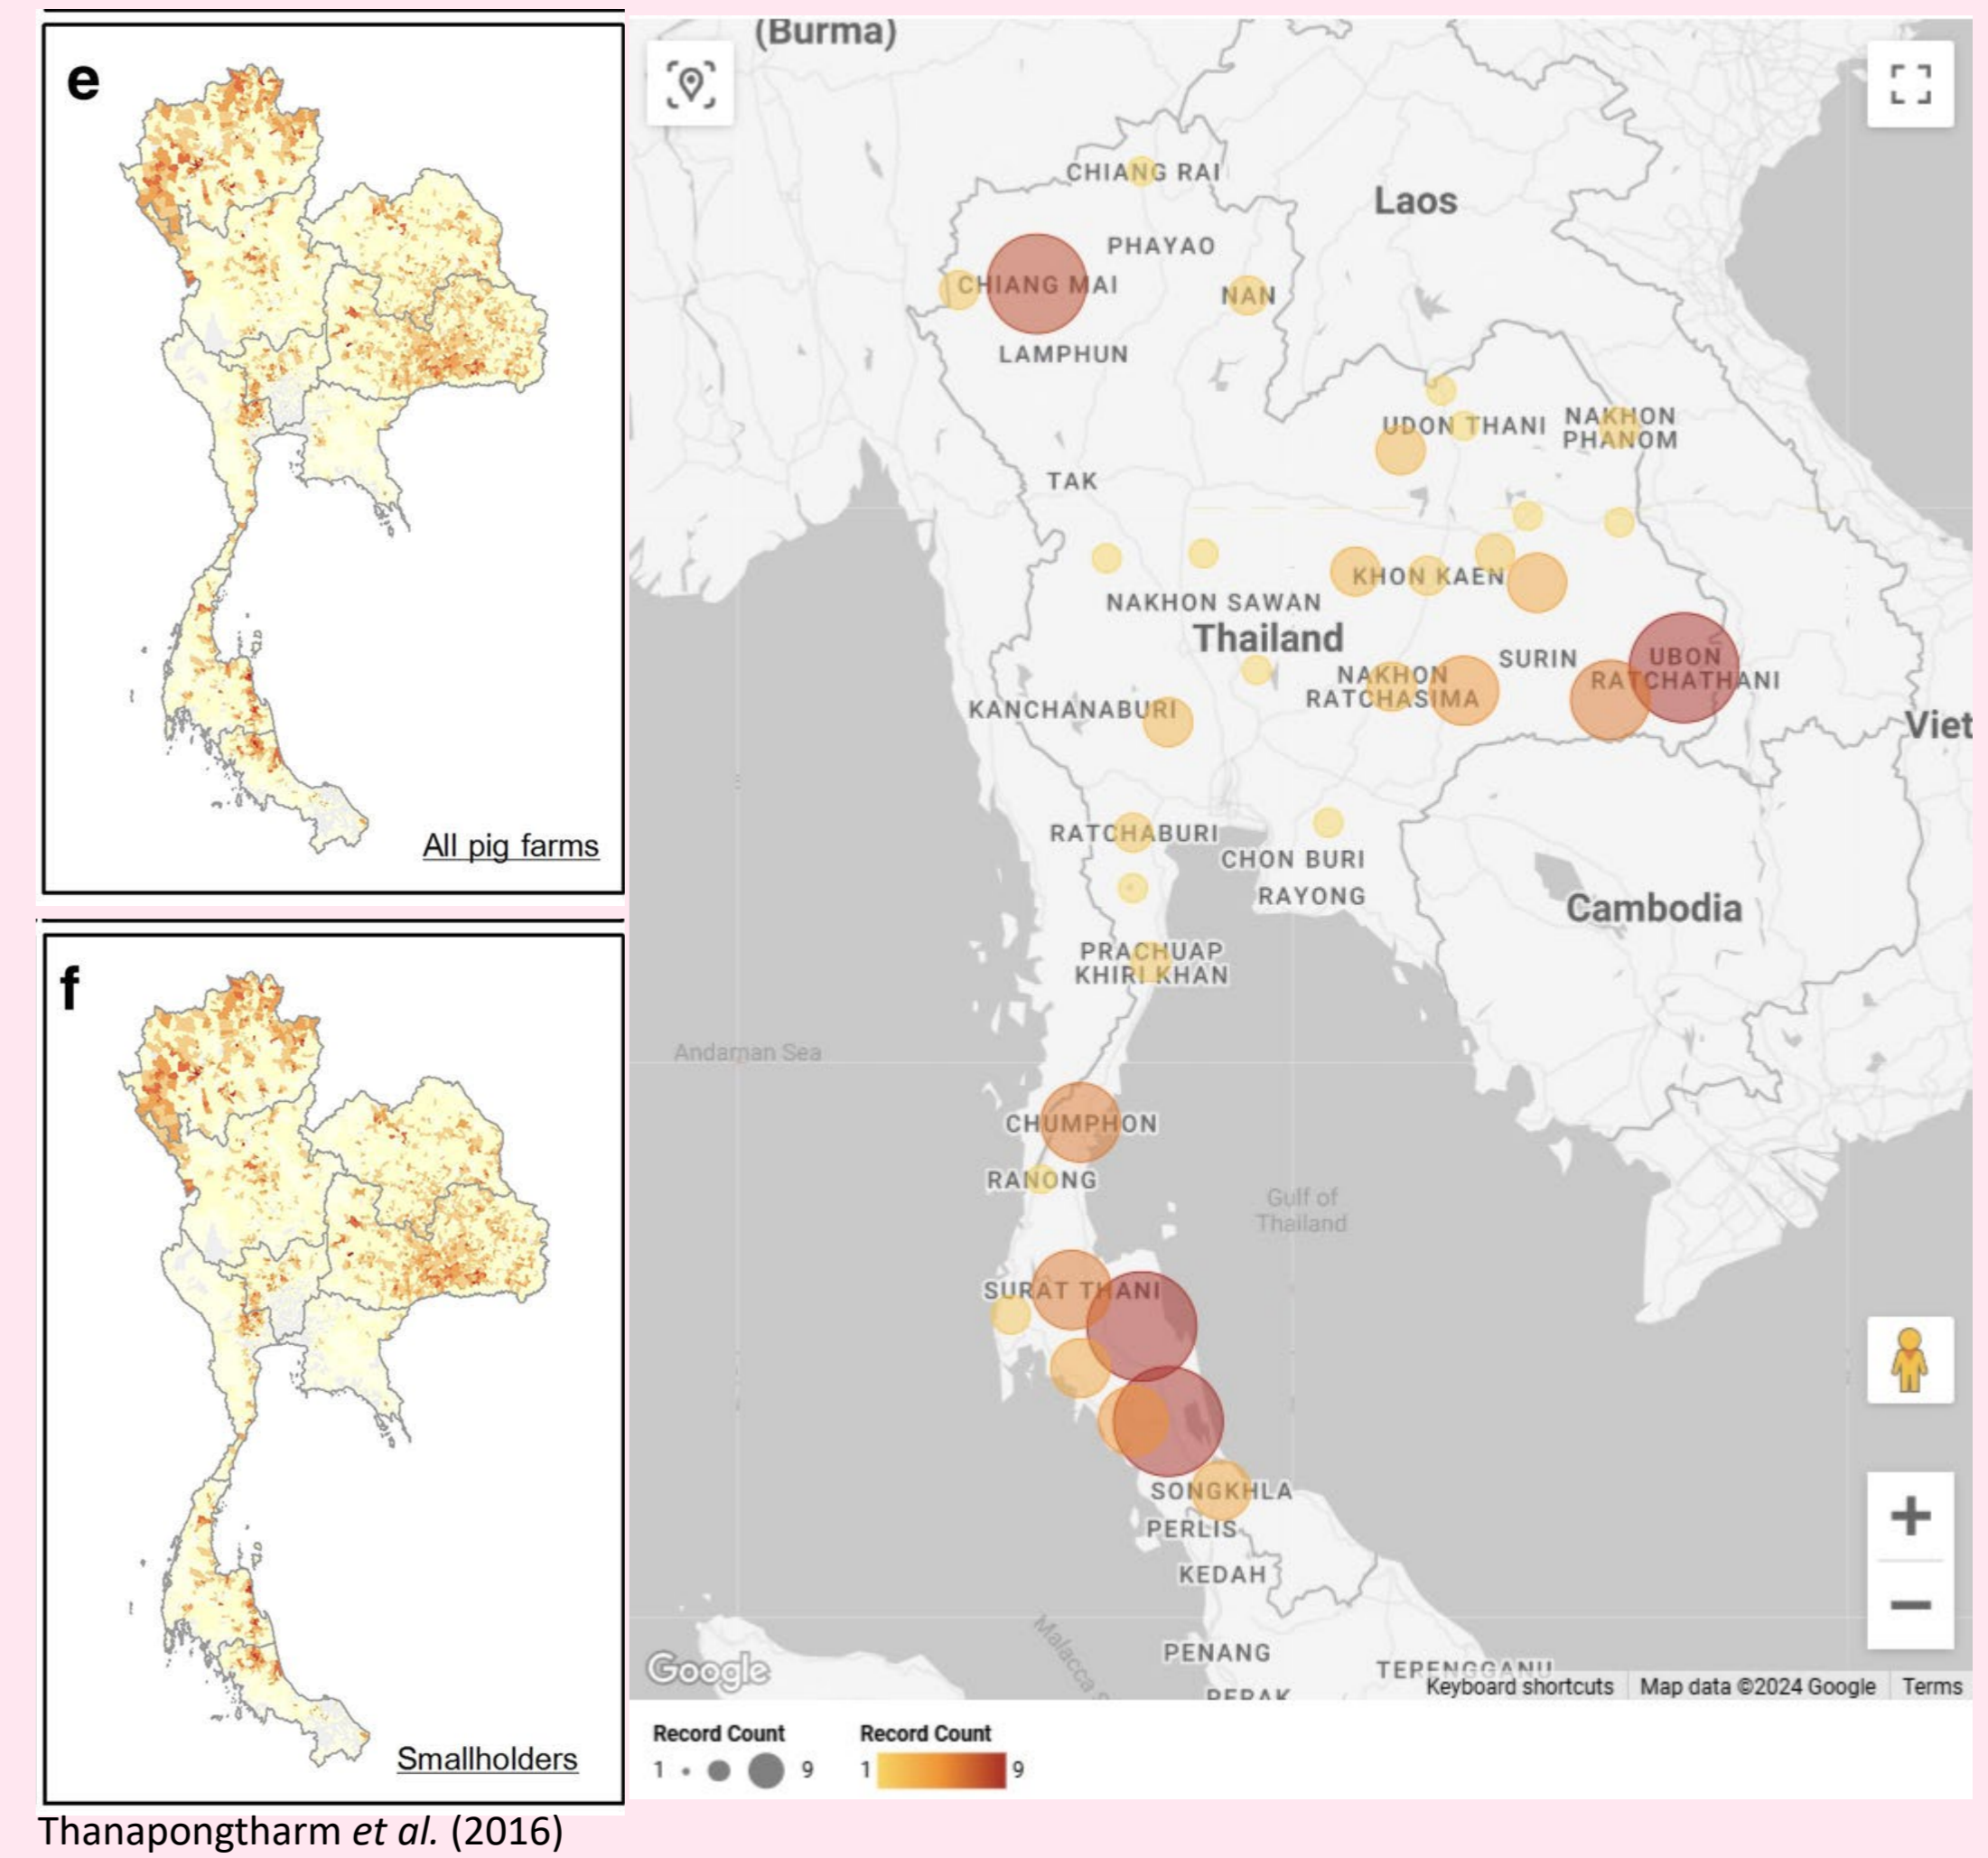 e
All pig farms
f
Smallholders
Thanapongtharm et al. (2016)
(Burma)
CHIANG RAI
Laos
PHAYAO
CHIANG MAI
NAN
LAMPHUN
UDON THANI
NAKHON
PHANOM
TAK
KHON KAEN
NAKHON SAWAN
Thailand
SURIN
UBON
RATCHATHANI
NAKHON
RATCHASIMA
KANCHANABURI
Viet
RATCHABURI
CHON BURI
RAYONG
Cambodia
PRACHUAP
KHIRI KHAN
Andaman Sea
CHUMPHON
RANONG
Gulf of
Thailand
SURAT THANI
SONGKHLA
PERLIS
KEDAH
Malacca
PENANG
TERENGGANU
PERAK
Google
Keyboard shortcuts
Map data ©2024 Google
Terms
Record Count
1
9
Record Count
1
9